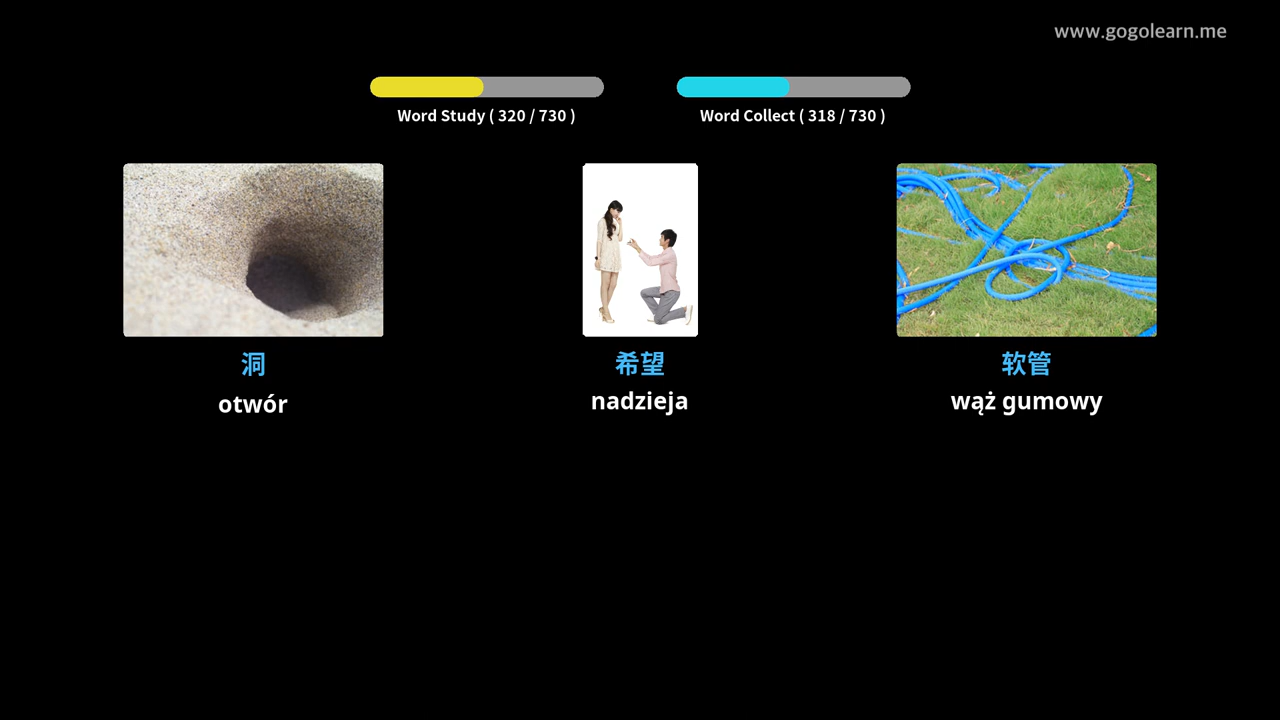 www.gogolearn.me
Word Study ( 320 / 730 )
Word Collect ( 318 / 730 )
洞
希望
软管
otwór
nadzieja
wąż gumowy